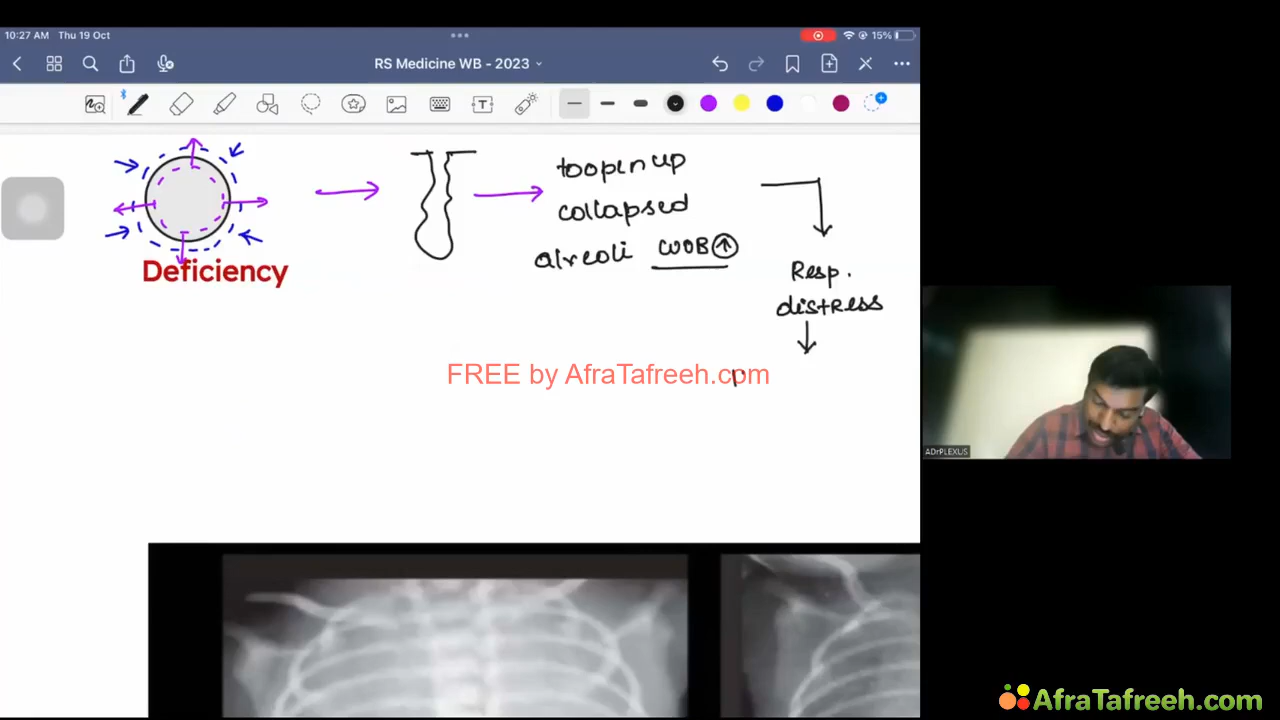 10:27 AM Thu 19 Oct
15%
RS Medicine WB - 2023
to open up
collapsed
alveoli WOB ↑
Deficiency
Resp.
distress
FREE by AfraTafreeh.com
ADrPLEXUS
AfraTafreeh.com